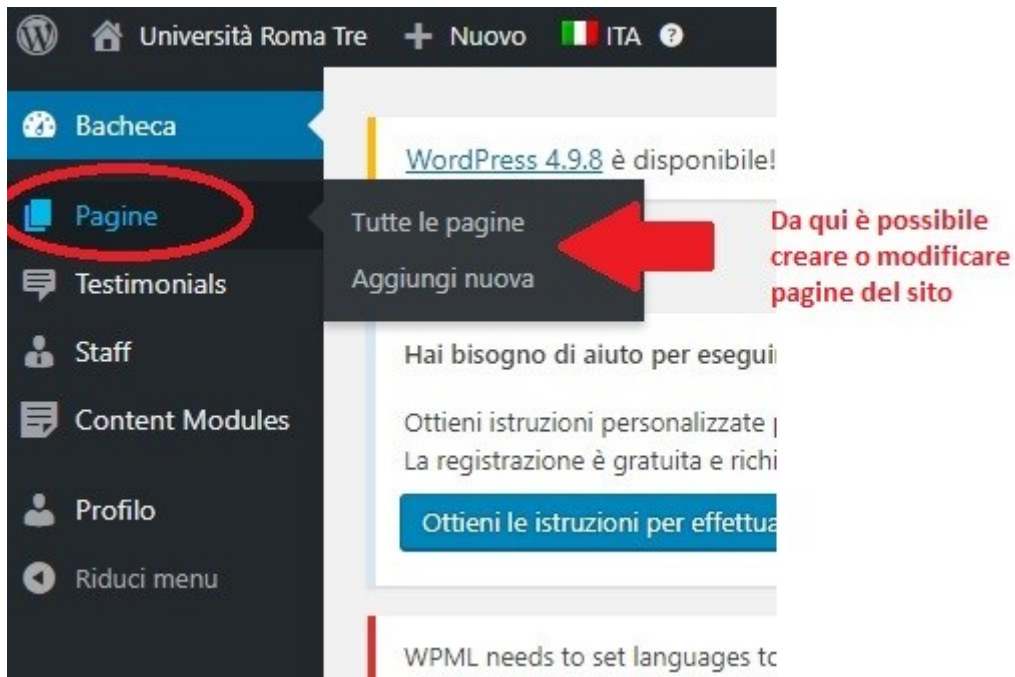 Università Roma Tre + Nuovo ITA ?
Bacheca
WordPress 4.9.8 è disponibile!
Pagine
Tutte le pagine
Aggiungi nuova
Da qui è possibile
creare o modificare
pagine del sito
Testimonials
Staff
Hai bisogno di aiuto per esegui
Content Modules
Ottieni istruzioni personalizzate
La registrazione è gratuita e richi
Profilo
Ottieni le istruzioni per effettua
Riduci menu
WPML needs to set languages to